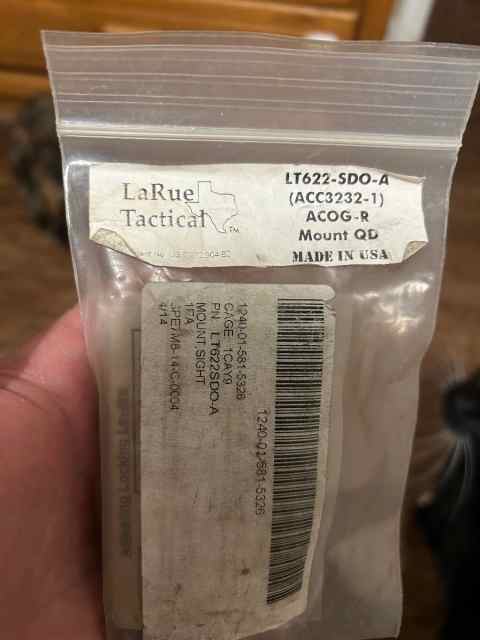 LaRue
Tactical
TM
LT622-SDO-A
(ACC3232-1)
ACOG-R
Mount QD
MADE IN USA
1240-01-581-5326
CAGE: 1CAY9
PN: LT622SDO-A
MOUNT,SIGHT
1EA
SPE7M8-14-C-0004
4/14
1240-01-581-5326